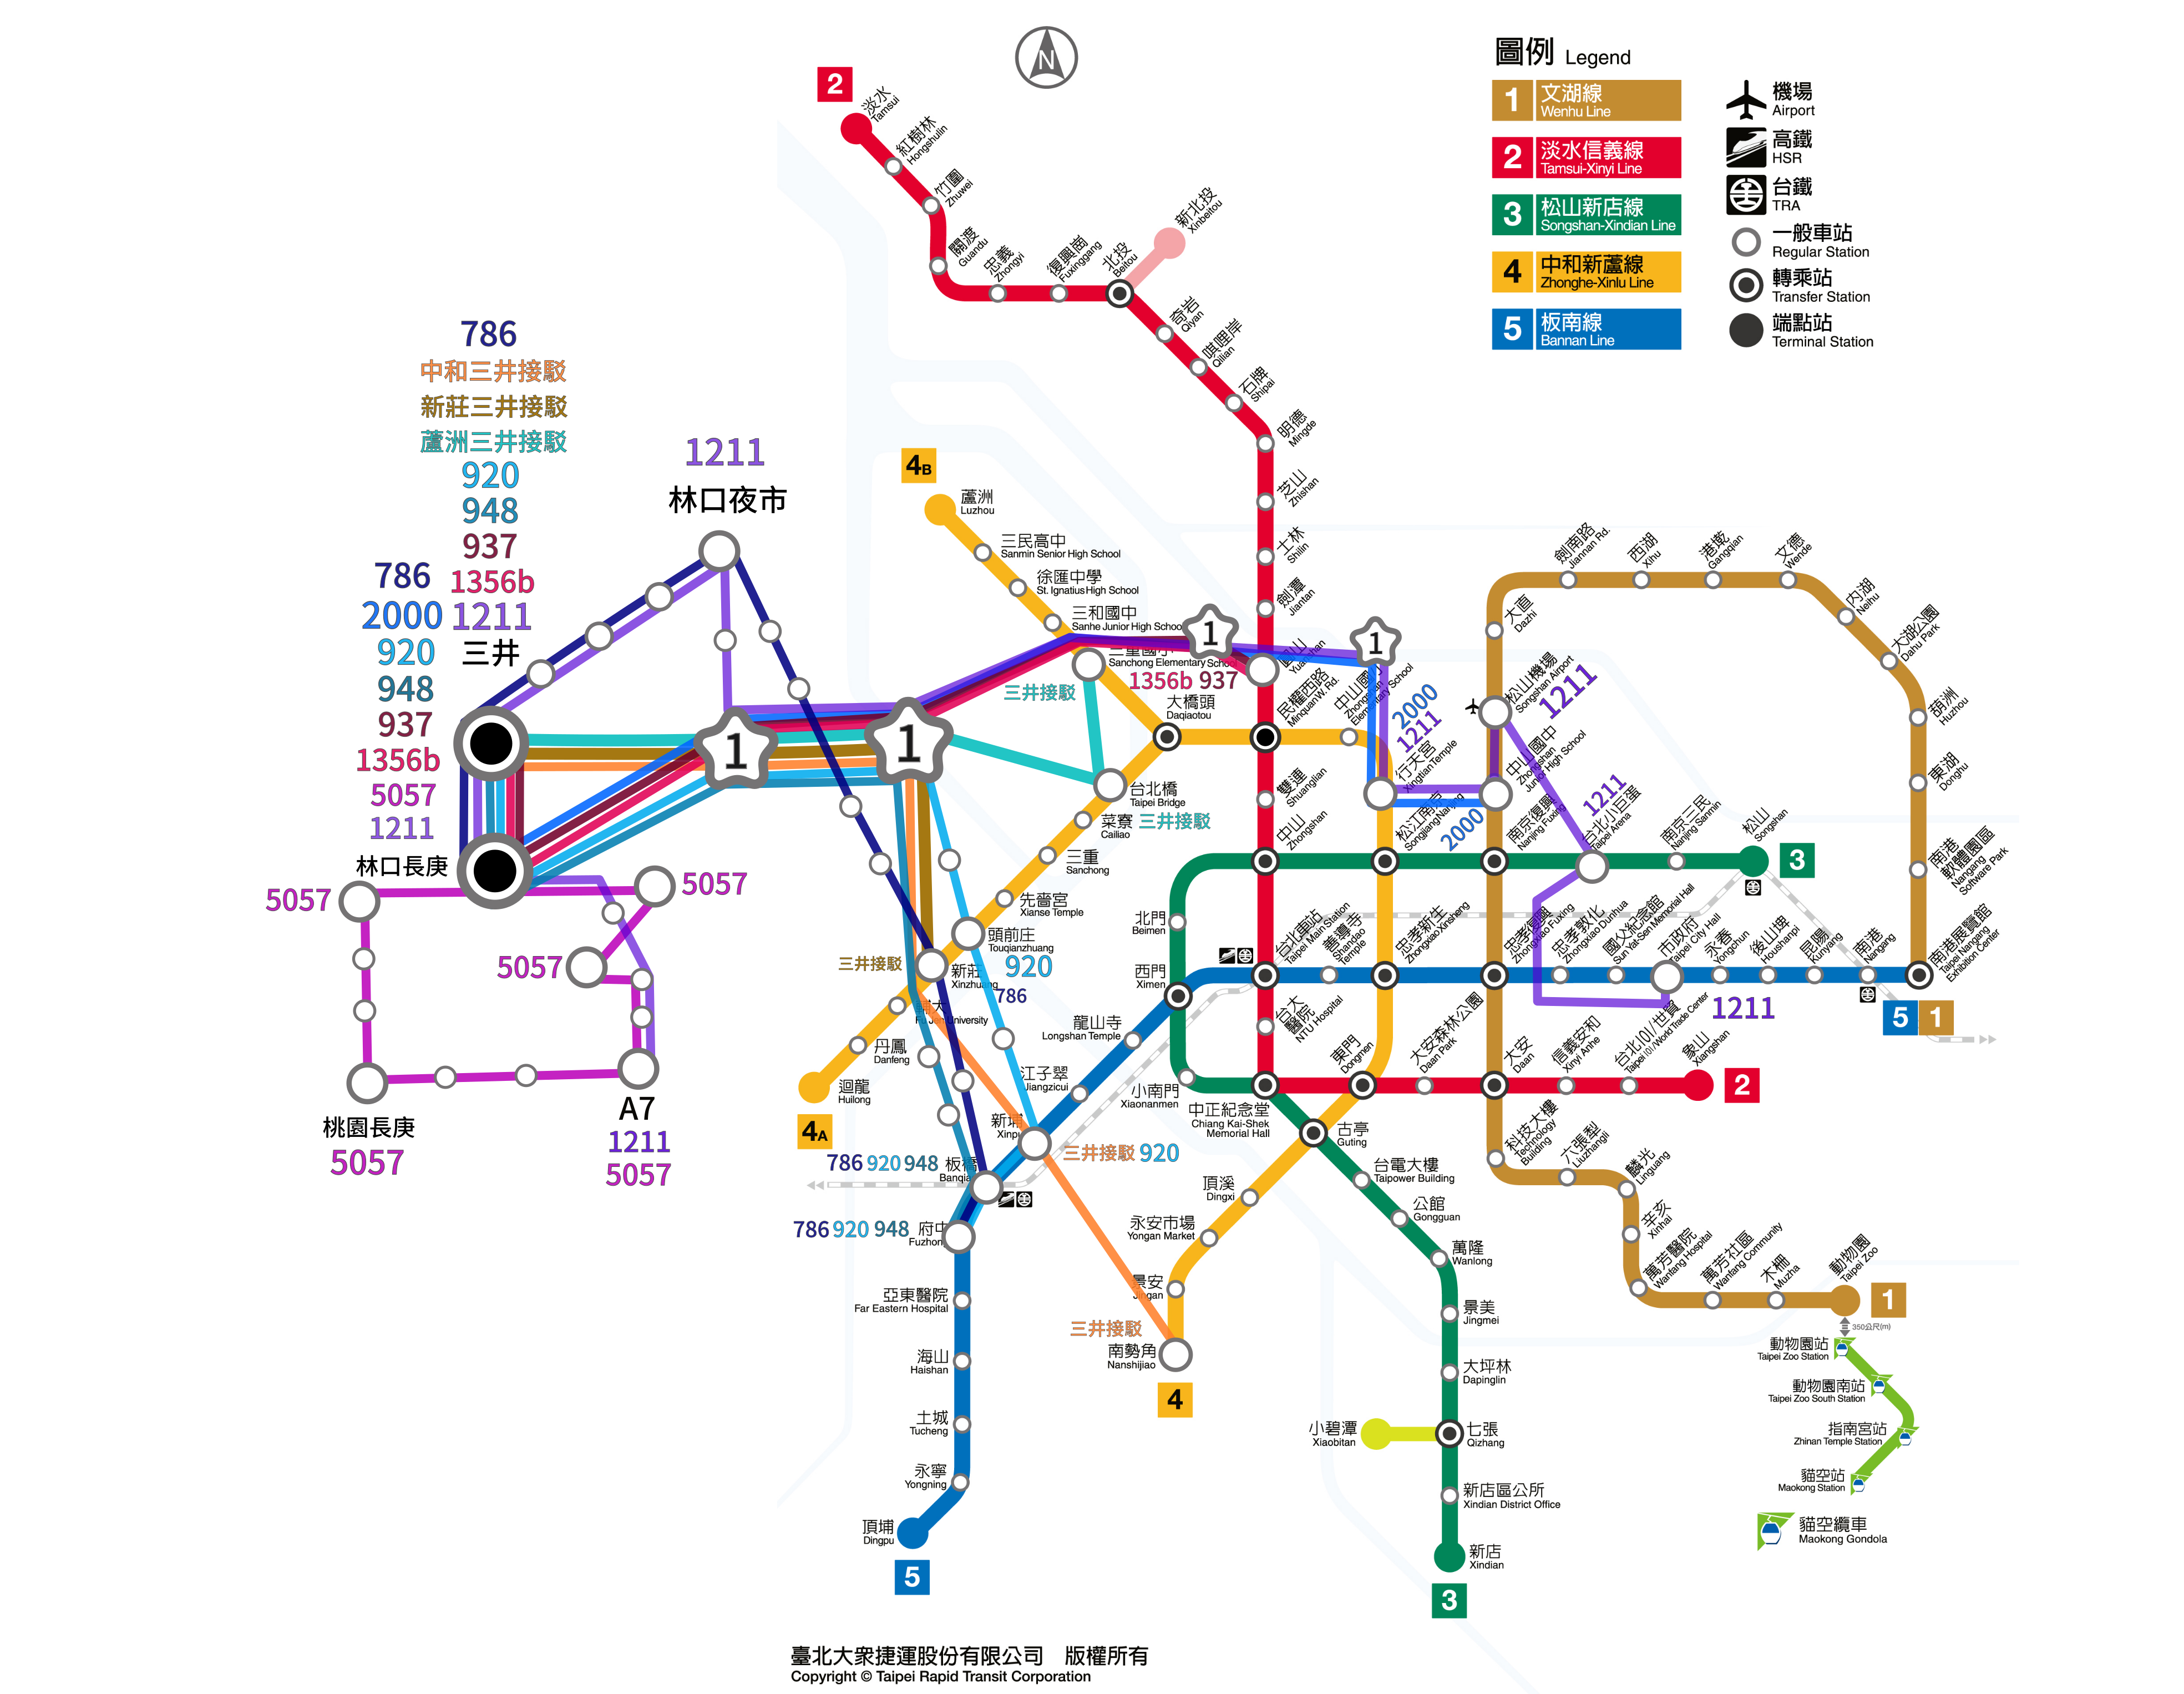 N
圖例 Legend
1 文湖線
Wenhu Line
2 淡水信義線
Tamsui-Xinyi Line
3 松山新店線
Songshan-Xindian Line
4 中和新蘆線
Zhonghe-Xinlu Line
5 板南線
Bannan Line
機場
Airport
高鐵
HSR
台鐵
TRA
一般車站
Regular Station
轉乘站
Transfer Station
端點站
Terminal Station
2
淡水
Tamsui
紅樹林
Hongshulin
竹圍
Zhuwei
關渡
Guandu
忠義
Zhongyi
復興崗
Fuxinggang
北投
Beitou
新北投
Xinbeitou
奇岩
Qiyan
唭哩岸
Qilian
石牌
Shipai
明德
Mingde
芝山
Zhishan
士林
Shilin
劍潭
Jiantan
786
中和三井接駁
新莊三井接駁
蘆洲三井接駁
920
948
937
1356b
1211
三井
786
2000
920
948
937
1356b
5057
1211
林口長庚
1211
林口夜市
5057
5057
5057
桃園長庚
5057
A7
1211
5057
1
1
1
1
4B
蘆洲
Luzhou
三民高中
Sanmin Senior High School
徐匯中學
St. Ignatius High School
三和國中
Sanhe Junior High School
Sanchong Elementary School
三井接駁
1356b 937
大橋頭
Daqiaotou
民權西路
Minquan W. Rd.
中山國小
Elementary School
2000
1211
行天宮
Xingtian Temple
台北橋
Taipei Bridge
菜寮 三井接駁
Cailiao
三重
Sanchong
先嗇宮
Xianse Temple
頭前庄
Touqianzhuang
920
三井接駁
新莊
Xinzhuang
786
丹鳳
Danfeng
迴龍
Huilong
4A
雙連
Shuanglian
中山
Zhongshan
松江南京
Songjiang Nanjing
2000
南京復興
Nanjing Fuxing
1211
台北小巨蛋
Taipei Arena
南京三民
Nanjing Sanmin
松山
Songshan
3
大直
Dazhi
劍南路
Jiannan Rd.
西湖
Xihu
港墘
Gangqian
文德
Wende
內湖
Neihu
大湖公園
Dahu Park
葫洲
Huzhou
東湖
Donghu
南港
軟體園區
Nangang
Software Park
南港展覽館
Taipei Nangang
Exhibition Center
松山機場
Songshan Airport
1211
中山國中
Zhongshan
Junior High School
北門
Beimen
西門
Ximen
台北車站
Taipei Main Station
善導寺
Shandao
Temple
忠孝新生
Zhongxiao Xinsheng
忠孝復興
Zhongxiao Fuxing
忠孝敦化
Zhongxiao Dunhua
國父紀念館
Sun Yat-Sen Memorial Hall
市政府
Taipei City Hall
永春
Yongchun
後山埤
Houshanpi
昆陽
Kunyang
南港
Nangang
1211
5 1
龍山寺
Longshan Temple
江子翠
Jiangzicui
新埔
三井接駁 920
786 920 948 板橋
786 920 948 府中
小南門
Xiaonanmen
台大
醫院
NTU Hospital
中正紀念堂
Chiang Kai-Shek
Memorial Hall
東門
Dongmen
大安森林公園
Daan Park
大安
Daan
信義安和
Xinyi Anhe
台北101/世貿
Taipei 101/World Trade Center
象山
Xiangshan
2
古亭
Guting
台電大樓
Taipower Building
公館
Gongguan
萬隆
Wanlong
景美
Jingmei
大坪林
Dapinglin
七張
Qizhang
小碧潭
Xiaobitan
新店區公所
Xindian District Office
新店
Xindian
3
頂溪
Dingxi
永安市場
Yongan Market
景安
Jingan
三井接駁
南勢角
Nanshijiao
4
亞東醫院
Far Eastern Hospital
海山
Haishan
土城
Tucheng
永寧
Yongning
頂埔
Dingpu
5
科技大樓
Technology
Building
六張犁
Liuzhangli
麟光
Linguang
辛亥
Xinhai
萬芳醫院
Wanfang Hospital
萬芳社區
Wanfang Community
木柵
Muzha
動物園
Taipei Zoo
1
350公尺(m)
動物園站
Taipei Zoo Station
動物園南站
Taipei Zoo South Station
指南宮站
Zhinan Temple Station
貓空站
Maokong Station
貓空纜車
Maokong Gondola
臺北大眾捷運股份有限公司 版權所有
Copyright © Taipei Rapid Transit Corporation